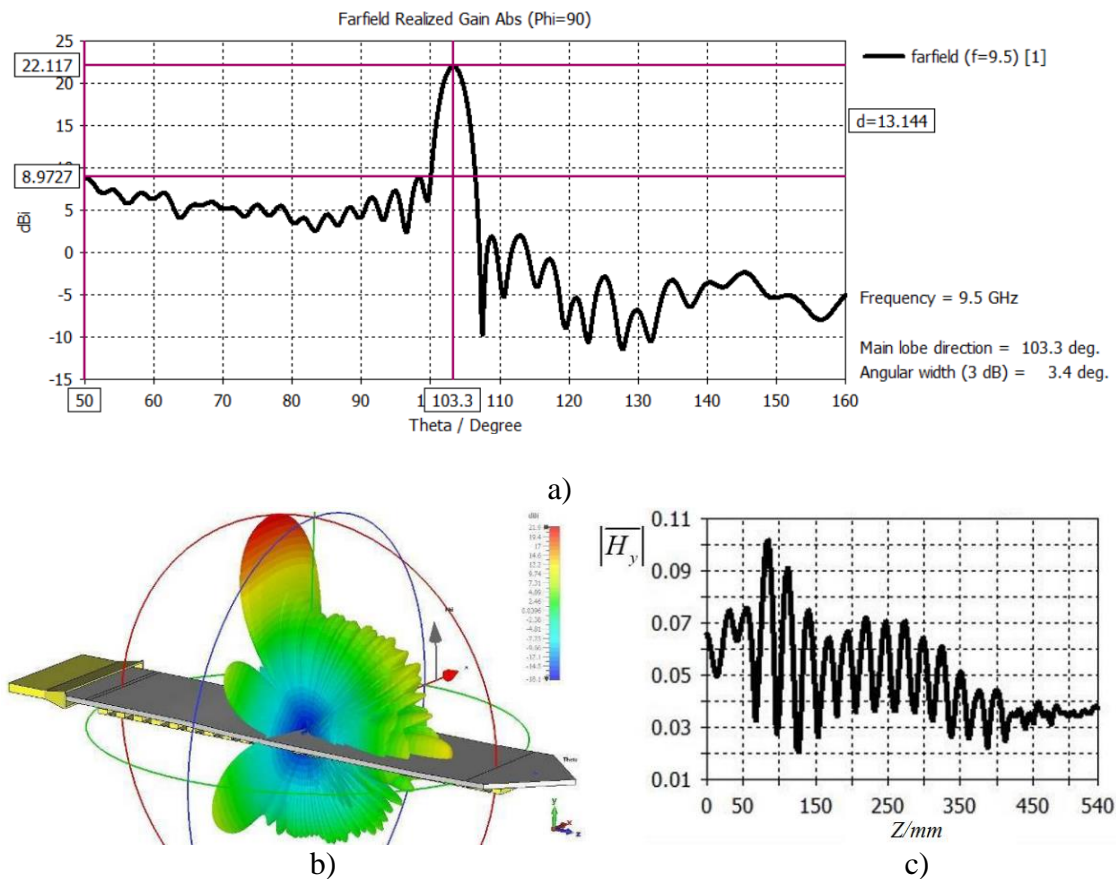 Farfield Realized Gain Abs (Phi=90)
25
22.117
20
15
10
8.9727
5
0
-5
-10
-15
dBi
50 60 70 80 90 103.3 110 120 130 140 150 160
Theta / Degree
farfield (f=9.5) [1]
d=13.144
Frequency = 9.5 GHz
Main lobe direction = 103.3 deg.
Angular width (3 dB) = 3.4 deg.
a)
dBi
Theta
y
x
z
b)
|H_y|
0.11
0.09
0.07
0.05
0.03
0.01
0 50 150 250 350 450 540
Z/mm
c)